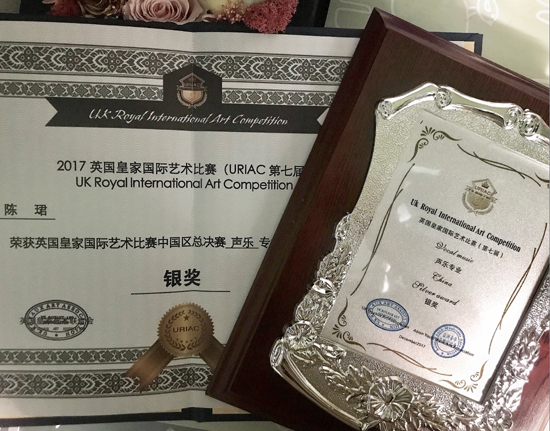 UK Royal International Art Competition
2017 英国皇家国际艺术比赛（URIAC 第七届
UK Royal International Art Competition
陈 珺
荣获英国皇家国际艺术比赛中国区总决赛 声乐 专
银奖
URIAC
URIAC
Uk Royal International Art Competition
英国皇家国际艺术比赛（第七届）
Vocal music
声乐专业
China
Silver award
银奖
December 2017